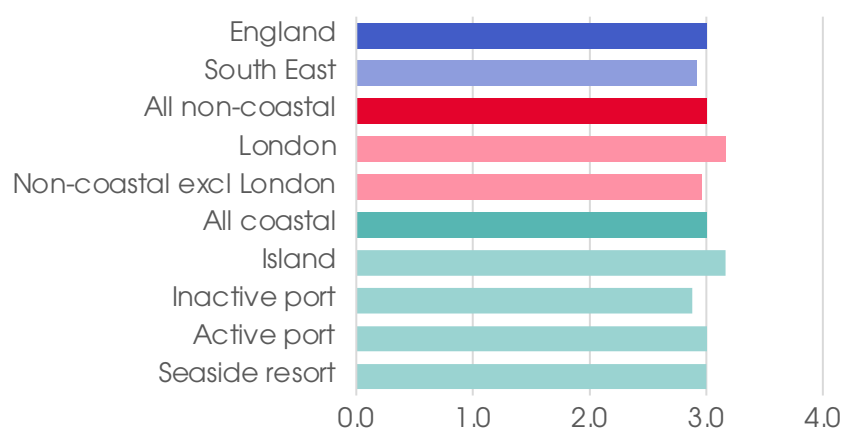 England
South East
All non-coastal
London
Non-coastal excl London
All coastal
Island
Inactive port
Active port
Seaside resort
0.0 1.0 2.0 3.0 4.0